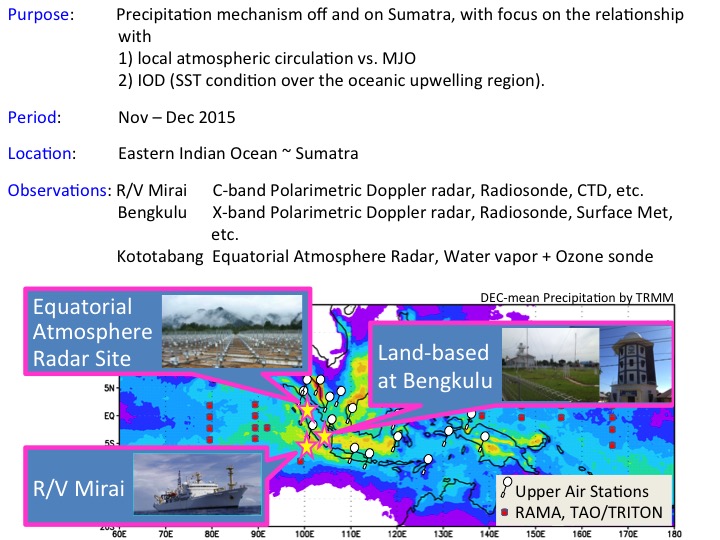 Purpose: Precipitation mechanism off and on Sumatra, with focus on the relationship
with
1) local atmospheric circulation vs. MJO
2) IOD (SST condition over the oceanic upwelling region).
Period: Nov – Dec 2015
Location: Eastern Indian Ocean ~ Sumatra
Observations: R/V Mirai C-band Polarimetric Doppler radar, Radiosonde, CTD, etc.
Bengkulu X-band Polarimetric Doppler radar, Radiosonde, Surface Met,
etc.
Kototabang Equatorial Atmosphere Radar, Water vapor + Ozone sonde
DEC-mean Precipitation by TRMM
Equatorial
Atmosphere
Radar Site
Land-based
at Bengkulu
5N
EQ
5S
R/V Mirai
Upper Air Stations
RAMA, TAO/TRITON
20S
60E 70E 80E 90E 100E 110E 120E 130E 140E 150E 160E 170E 180